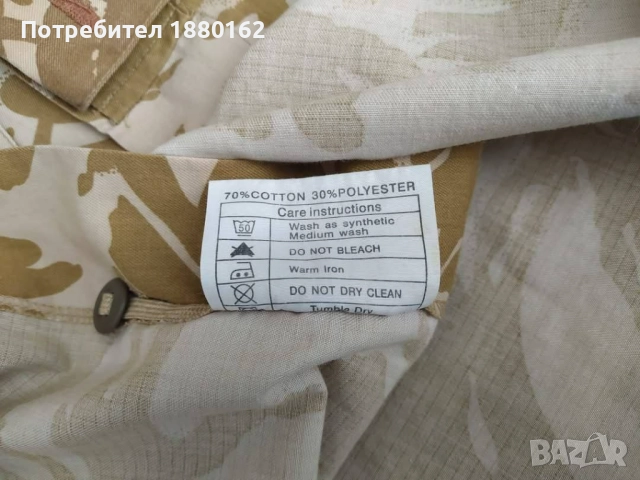 Потребител 1880162
70%COTTON 30%POLYESTER
Care instructions
50
Wash as synthetic
Medium wash
DO NOT BLEACH
Warm Iron
DO NOT DRY CLEAN
Tumble Dry
BAZAR